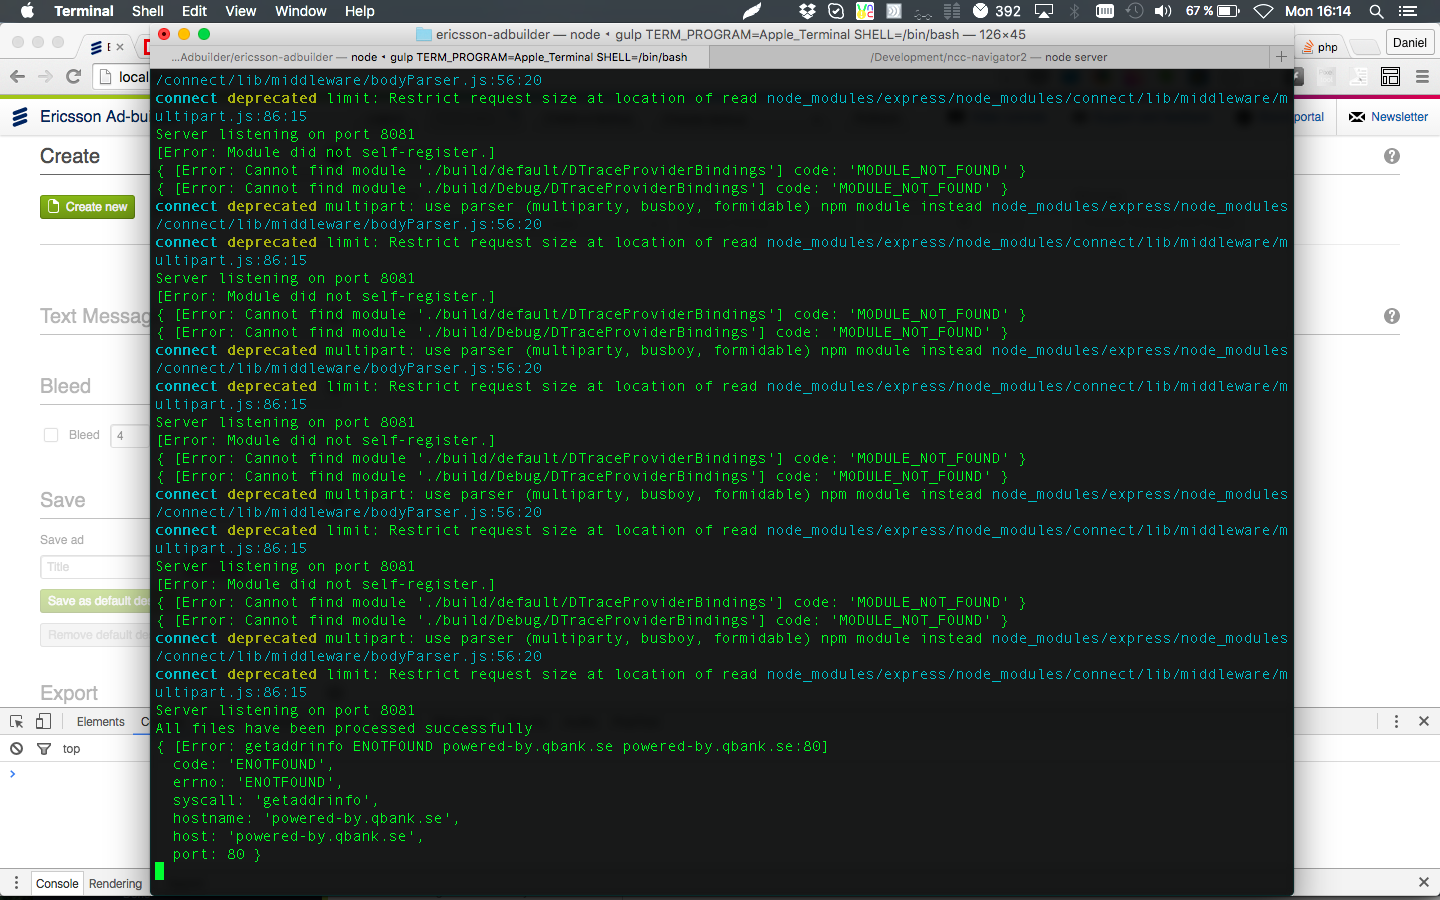 Terminal Shell Edit View Window Help 392 67 % Mon 16:14
ericsson-adbuilder — node ◂ gulp TERM_PROGRAM=Apple_Terminal SHELL=/bin/bash — 126×45
php
Daniel
...Adbuilder/ericsson-adbuilder — node ◂ gulp TERM_PROGRAM=Apple_Terminal SHELL=/bin/bash
/Development/ncc-navigator2 — node server
local
Ericsson Ad-bu
portal
Newsletter
Create
Create new
Text Messag
Bleed
Bleed 4
Save
Save ad
Title
Save as default de
Remove default de
Export
/connect/lib/middleware/bodyParser.js:56:20
connect deprecated limit: Restrict request size at location of read node_modules/express/node_modules/connect/lib/middleware/m
ultipart.js:86:15
Server listening on port 8081
[Error: Module did not self-register.]
{ [Error: Cannot find module './build/default/DTraceProviderBindings'] code: 'MODULE_NOT_FOUND' }
{ [Error: Cannot find module './build/Debug/DTraceProviderBindings'] code: 'MODULE_NOT_FOUND' }
connect deprecated multipart: use parser (multiparty, busboy, formidable) npm module instead node_modules/express/node_modules
/connect/lib/middleware/bodyParser.js:56:20
connect deprecated limit: Restrict request size at location of read node_modules/express/node_modules/connect/lib/middleware/m
ultipart.js:86:15
Server listening on port 8081
[Error: Module did not self-register.]
{ [Error: Cannot find module './build/default/DTraceProviderBindings'] code: 'MODULE_NOT_FOUND' }
{ [Error: Cannot find module './build/Debug/DTraceProviderBindings'] code: 'MODULE_NOT_FOUND' }
connect deprecated multipart: use parser (multiparty, busboy, formidable) npm module instead node_modules/express/node_modules
/connect/lib/middleware/bodyParser.js:56:20
connect deprecated limit: Restrict request size at location of read node_modules/express/node_modules/connect/lib/middleware/m
ultipart.js:86:15
Server listening on port 8081
[Error: Module did not self-register.]
{ [Error: Cannot find module './build/default/DTraceProviderBindings'] code: 'MODULE_NOT_FOUND' }
{ [Error: Cannot find module './build/Debug/DTraceProviderBindings'] code: 'MODULE_NOT_FOUND' }
connect deprecated multipart: use parser (multiparty, busboy, formidable) npm module instead node_modules/express/node_modules
/connect/lib/middleware/bodyParser.js:56:20
connect deprecated limit: Restrict request size at location of read node_modules/express/node_modules/connect/lib/middleware/m
ultipart.js:86:15
Server listening on port 8081
[Error: Module did not self-register.]
{ [Error: Cannot find module './build/default/DTraceProviderBindings'] code: 'MODULE_NOT_FOUND' }
{ [Error: Cannot find module './build/Debug/DTraceProviderBindings'] code: 'MODULE_NOT_FOUND' }
connect deprecated multipart: use parser (multiparty, busboy, formidable) npm module instead node_modules/express/node_modules
/connect/lib/middleware/bodyParser.js:56:20
connect deprecated limit: Restrict request size at location of read node_modules/express/node_modules/connect/lib/middleware/m
ultipart.js:86:15
Server listening on port 8081
All files have been processed successfully
{ [Error: getaddrinfo ENOTFOUND powered-by.qbank.se powered-by.qbank.se:80]
code: 'ENOTFOUND',
errno: 'ENOTFOUND',
syscall: 'getaddrinfo',
hostname: 'powered-by.qbank.se',
host: 'powered-by.qbank.se',
port: 80 }
Elements C
top
Console Rendering